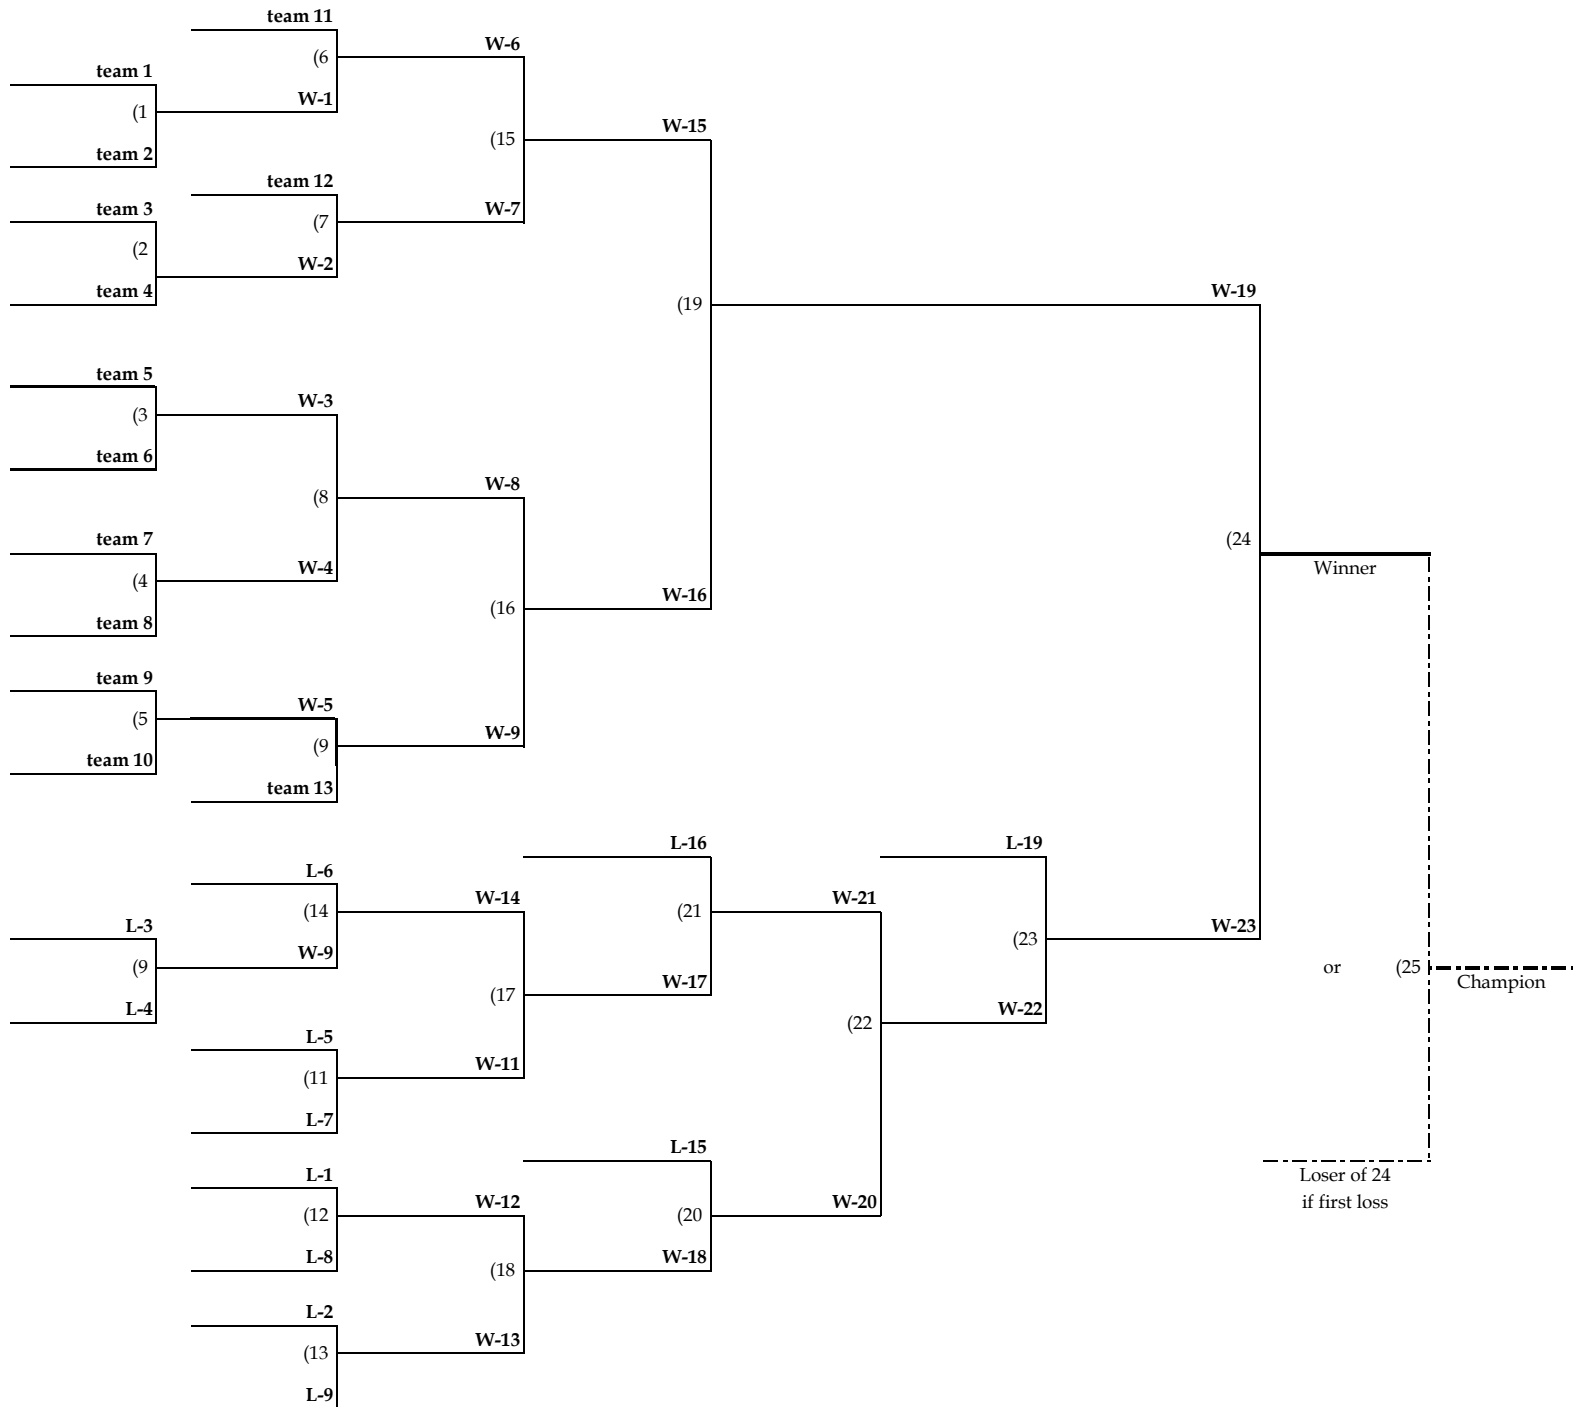 team 11
W-6
(6
team 1
W-1
(1
W-15
(15
team 2
team 12
team 3
W-7
(7
(2
W-2
team 4
W-19
(19
team 5
W-3
(3
team 6
W-8
(8
team 7
(24
W-4
Winner
(4
W-16
(16
team 8
team 9
W-5
(5
W-9
(9
team 10
team 13
L-16
L-19
L-6
W-14
W-21
(14
(21
L-3
W-23
(23
W-9
(9
or
(25
W-17
Champion
(17
L-4
W-22
(22
L-5
W-11
(11
L-7
L-15
L-1
Loser of 24
W-12
W-20
if first loss
(12
(20
L-8
W-18
(18
L-2
W-13
(13
L-9